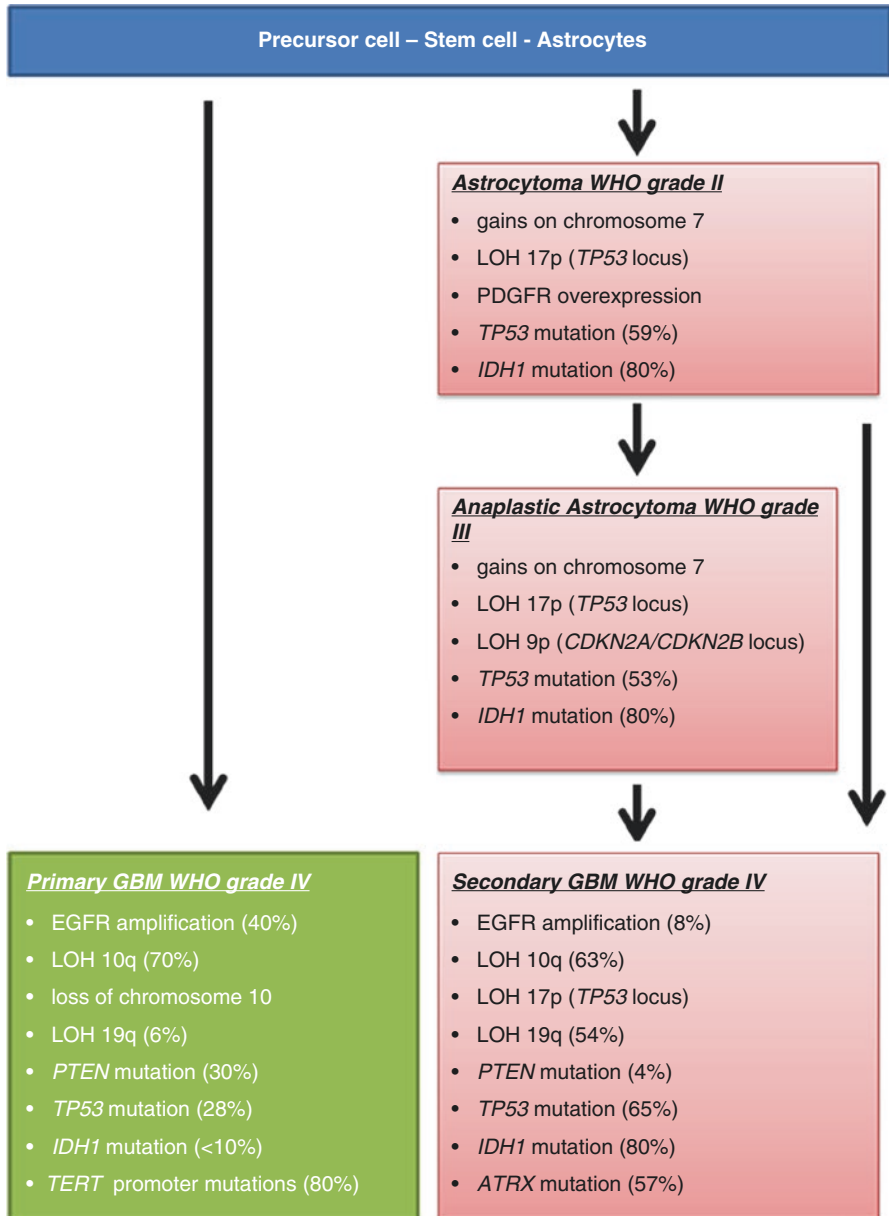 Precursor cell – Stem cell - Astrocytes
Astrocytoma WHO grade II
• gains on chromosome 7
• LOH 17p (TP53 locus)
• PDGFR overexpression
• TP53 mutation (59%)
• IDH1 mutation (80%)
Anaplastic Astrocytoma WHO grade
III
• gains on chromosome 7
• LOH 17p (TP53 locus)
• LOH 9p (CDKN2A/CDKN2B locus)
• TP53 mutation (53%)
• IDH1 mutation (80%)
Primary GBM WHO grade IV
• EGFR amplification (40%)
• LOH 10q (70%)
• loss of chromosome 10
• LOH 19q (6%)
• PTEN mutation (30%)
• TP53 mutation (28%)
• IDH1 mutation (<10%)
• TERT promoter mutations (80%)
Secondary GBM WHO grade IV
• EGFR amplification (8%)
• LOH 10q (63%)
• LOH 17p (TP53 locus)
• LOH 19q (54%)
• PTEN mutation (4%)
• TP53 mutation (65%)
• IDH1 mutation (80%)
• ATRX mutation (57%)